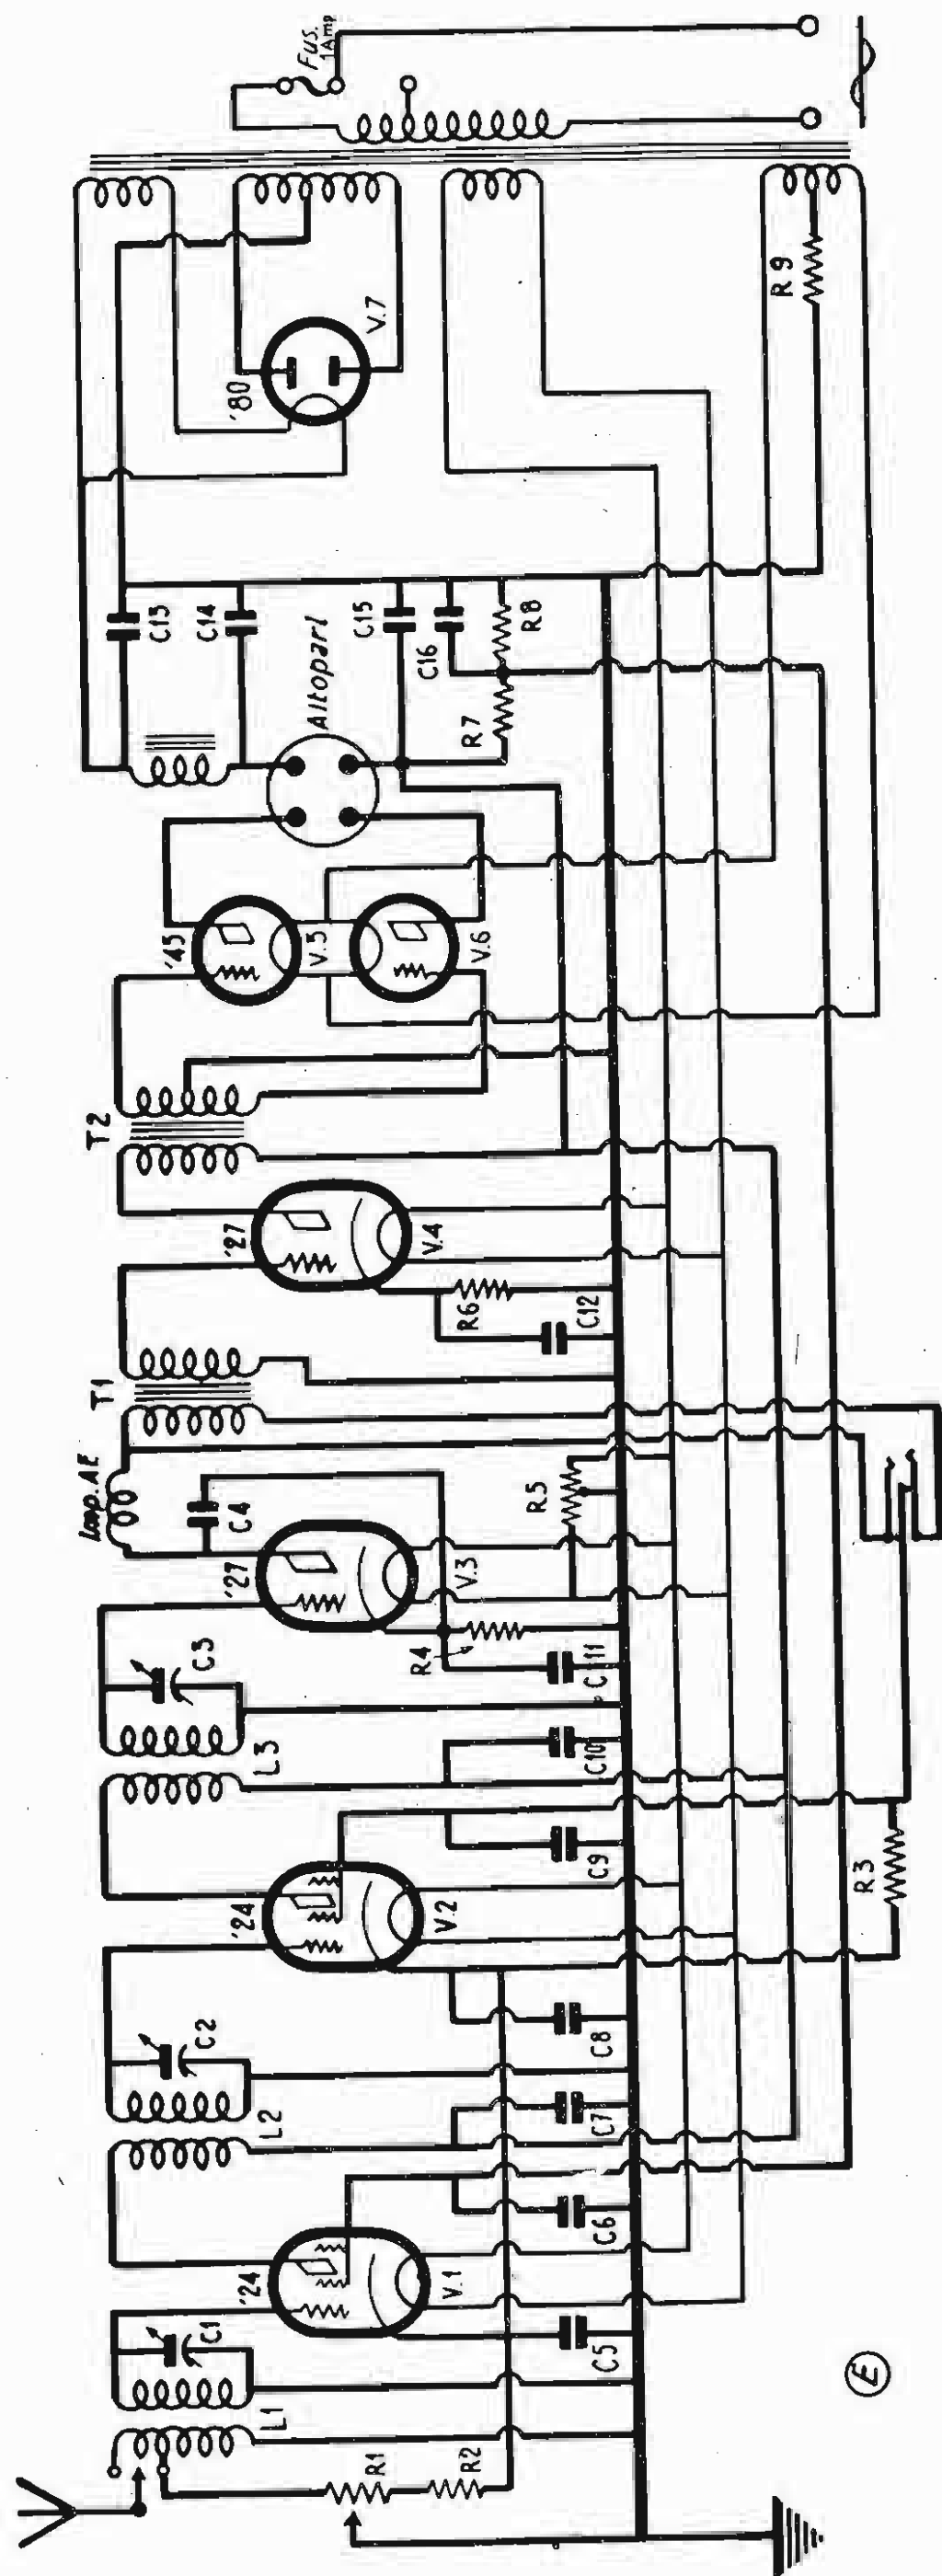 Fus.
1Amp
'80
V.7
R9
C13
C14
C15
C16
R8
R7
Altoparl
'45
V.5
V.6
T2
'27
V.4
R6
C12
T1
Imp. AF
C4
'27
V.3
R5
R4
C11
C3
L3
C10
C9
'24
V.2
R3
C2
L2
C8
C7
C6
'24
V.1
C5
C1
L1
R1
R2
E